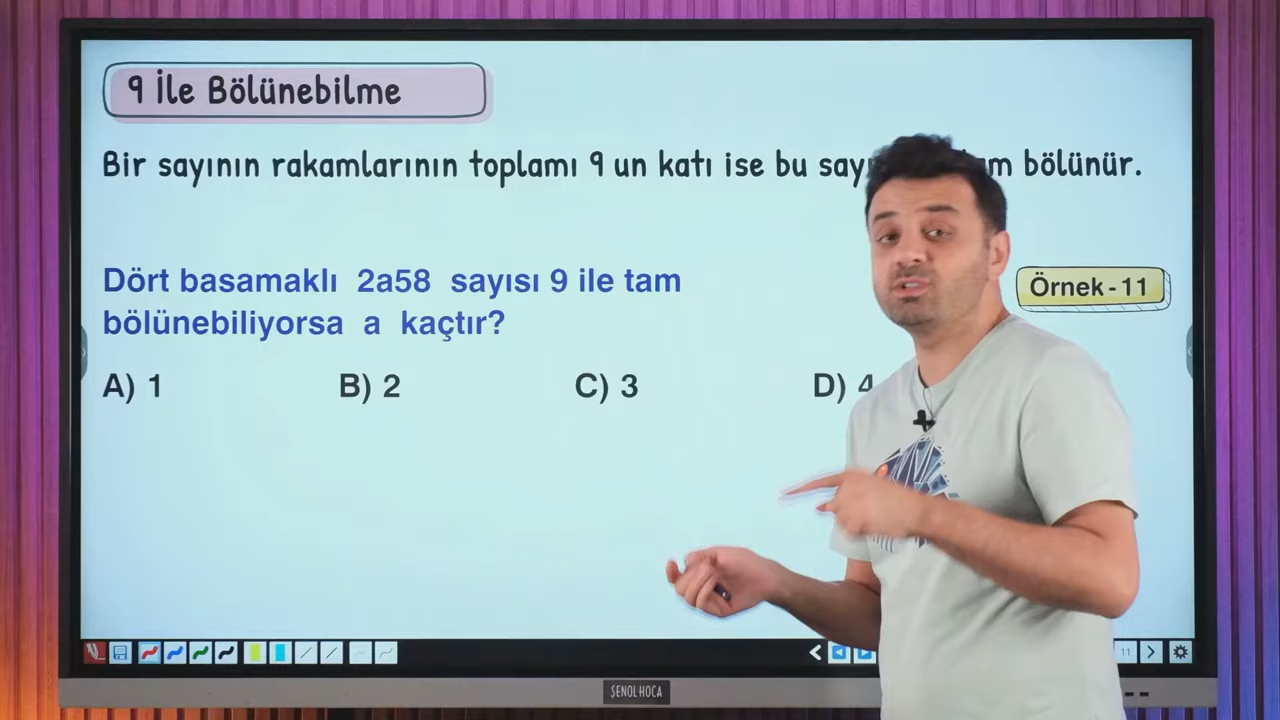 9 İle Bölünebilme
Bir sayının rakamlarının toplamı 9 un katı ise bu say m bölünür.
Dört basamaklı 2a58 sayısı 9 ile tam
Örnek - 11
bölünebiliyorsa a kaçtır?
A) 1 B) 2 C) 3 D) 4
11
ŞENOL HOCA